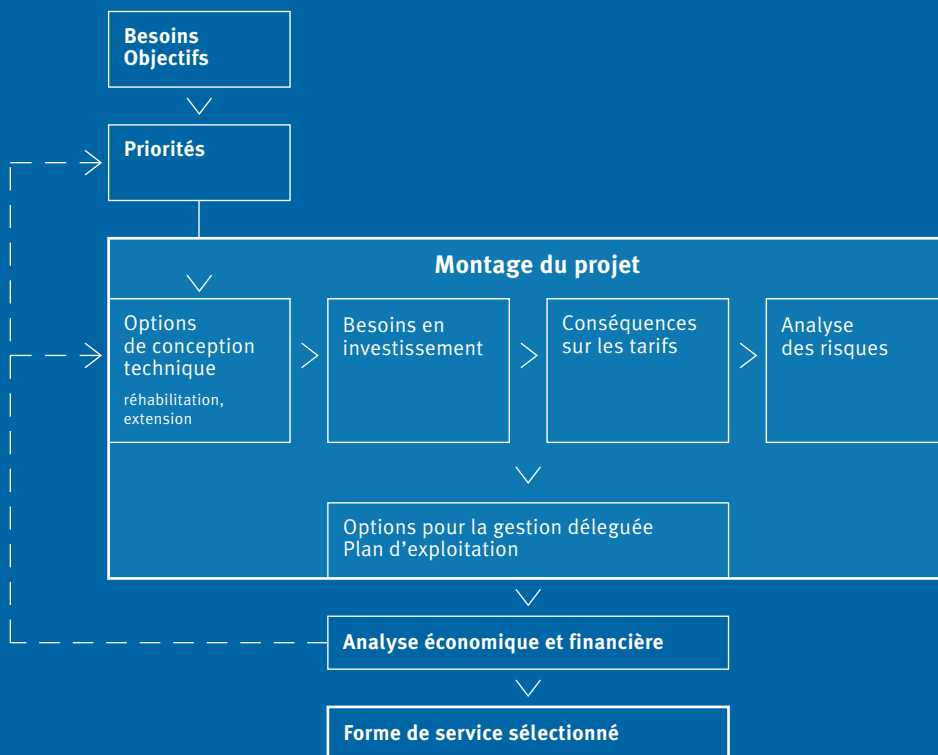 Besoins
Objectifs
Priorités
Montage du projet
Options
de conception
technique
réhabilitation,
extension
Besoins en
investissement
Conséquences
sur les tarifs
Analyse
des risques
Options pour la gestion déleguée
Plan d’exploitation
Analyse économique et financière
Forme de service sélectionné